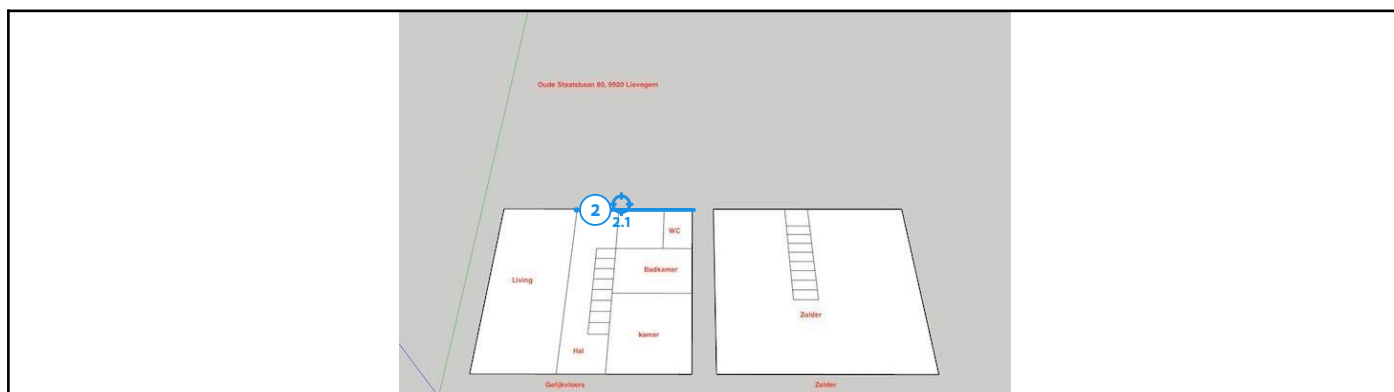 Oude Staatsbaan 80, 9920 Lievegem
2
2.1
WC
Badkamer
Living
Zolder
kamer
Hal
Gelijkvloers
Zolder